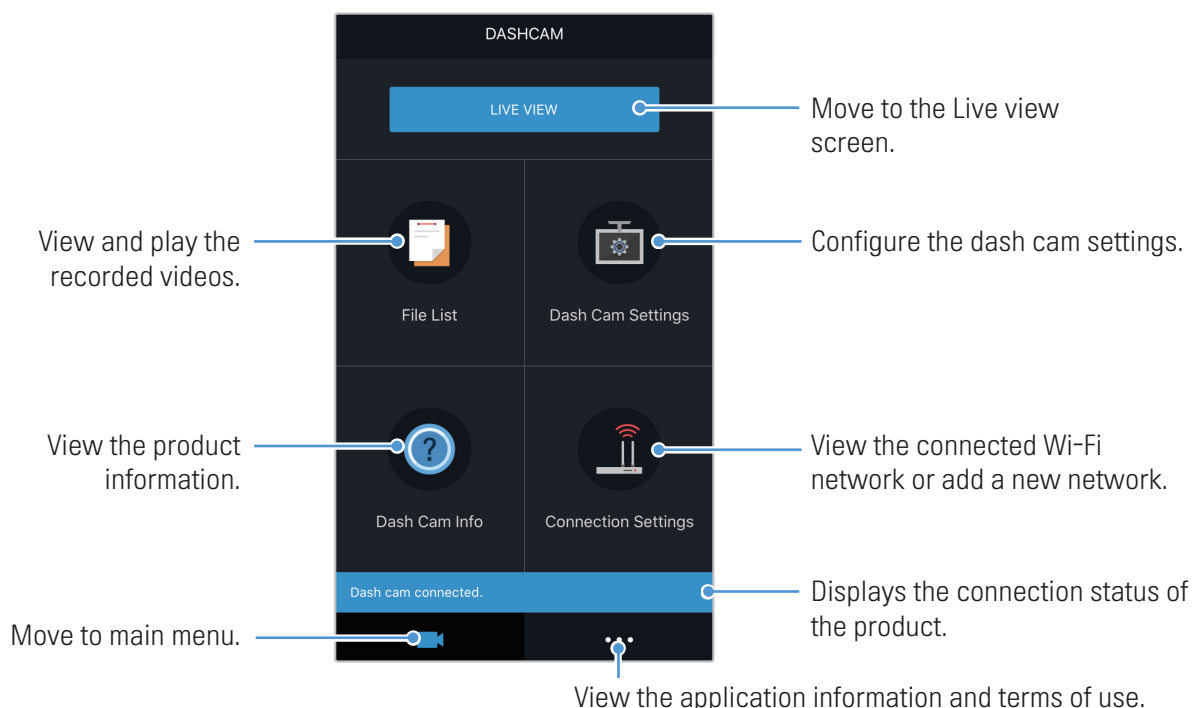 DASHCAM
LIVE VIEW
Move to the Live view
screen.
View and play the
recorded videos.
Configure the dash cam settings.
File List
Dash Cam Settings
?
View the product
information.
View the connected Wi-Fi
network or add a new network.
Dash Cam Info
Connection Settings
Dash cam connected.
Displays the connection status of
the product.
Move to main menu.
View the application information and terms of use.